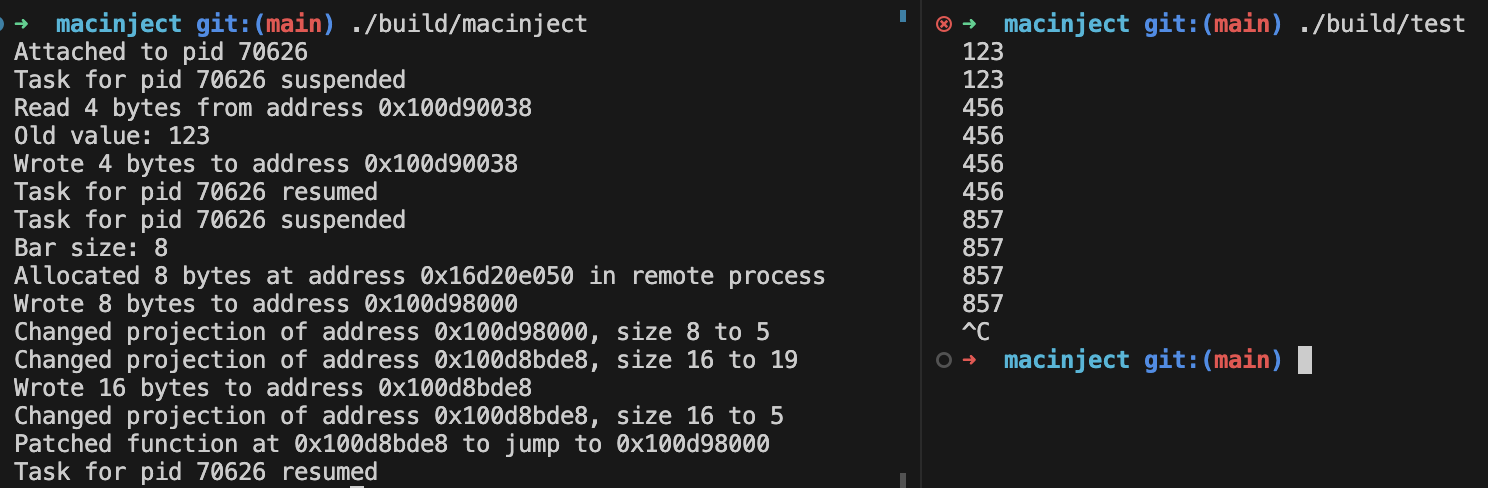 ➜ macinject git:(main) ./build/macinject
Attached to pid 70626
Task for pid 70626 suspended
Read 4 bytes from address 0x100d90038
Old value: 123
Wrote 4 bytes to address 0x100d90038
Task for pid 70626 resumed
Task for pid 70626 suspended
Bar size: 8
Allocated 8 bytes at address 0x16d20e050 in remote process
Wrote 8 bytes to address 0x100d98000
Changed projection of address 0x100d98000, size 8 to 5
Changed projection of address 0x100d8bde8, size 16 to 19
Wrote 16 bytes to address 0x100d8bde8
Changed projection of address 0x100d8bde8, size 16 to 5
Patched function at 0x100d8bde8 to jump to 0x100d98000
Task for pid 70626 resumed
➜ macinject git:(main) ./build/test
123
123
456
456
456
456
857
857
857
857
^C
➜ macinject git:(main)